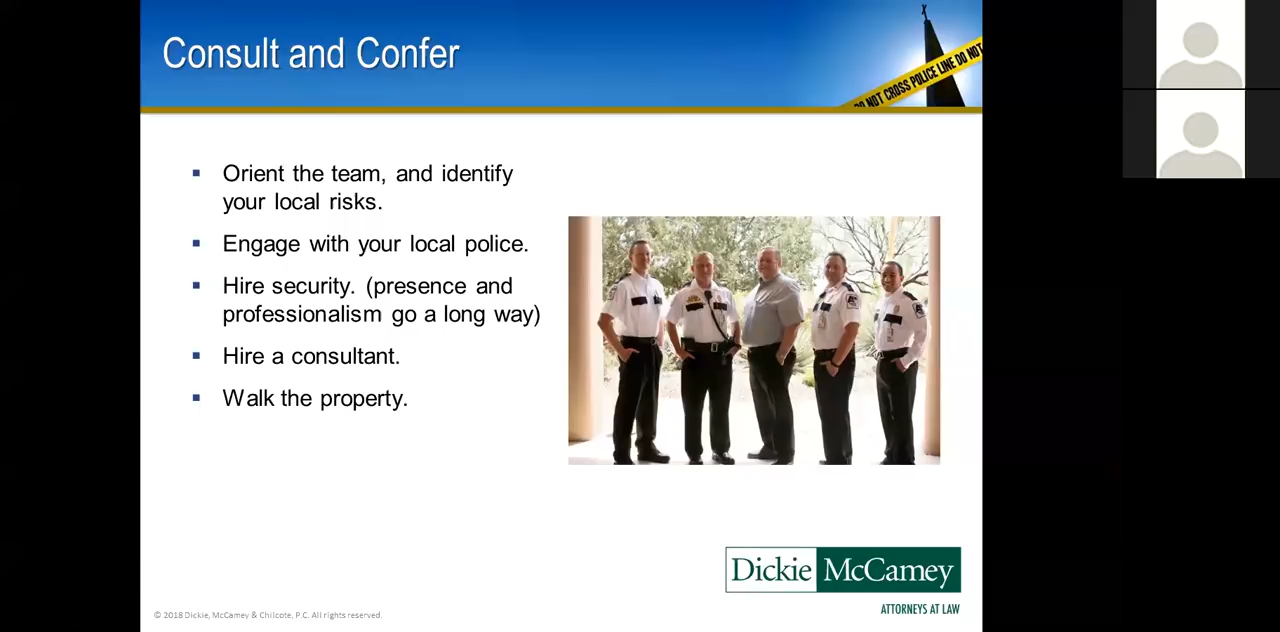 Consult and Confer
DO NOT CROSS POLICE LINE DO NOT
▪ Orient the team, and identify
your local risks.
▪ Engage with your local police.
▪ Hire security. (presence and
professionalism go a long way)
▪ Hire a consultant.
▪ Walk the property.
Dickie McCamey
ATTORNEYS AT LAW
© 2018 Dickie, McCamey & Chilcote, P.C. All rights reserved.